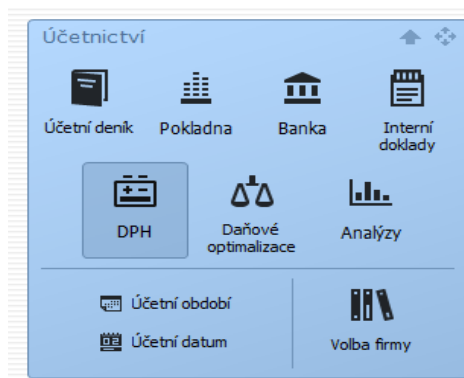 Účetnictví
Účetní deník
Pokladna
Banka
Interní
doklady
DPH
Daňové
optimalizace
Analýzy
Účetní období
Účetní datum
Volba firmy